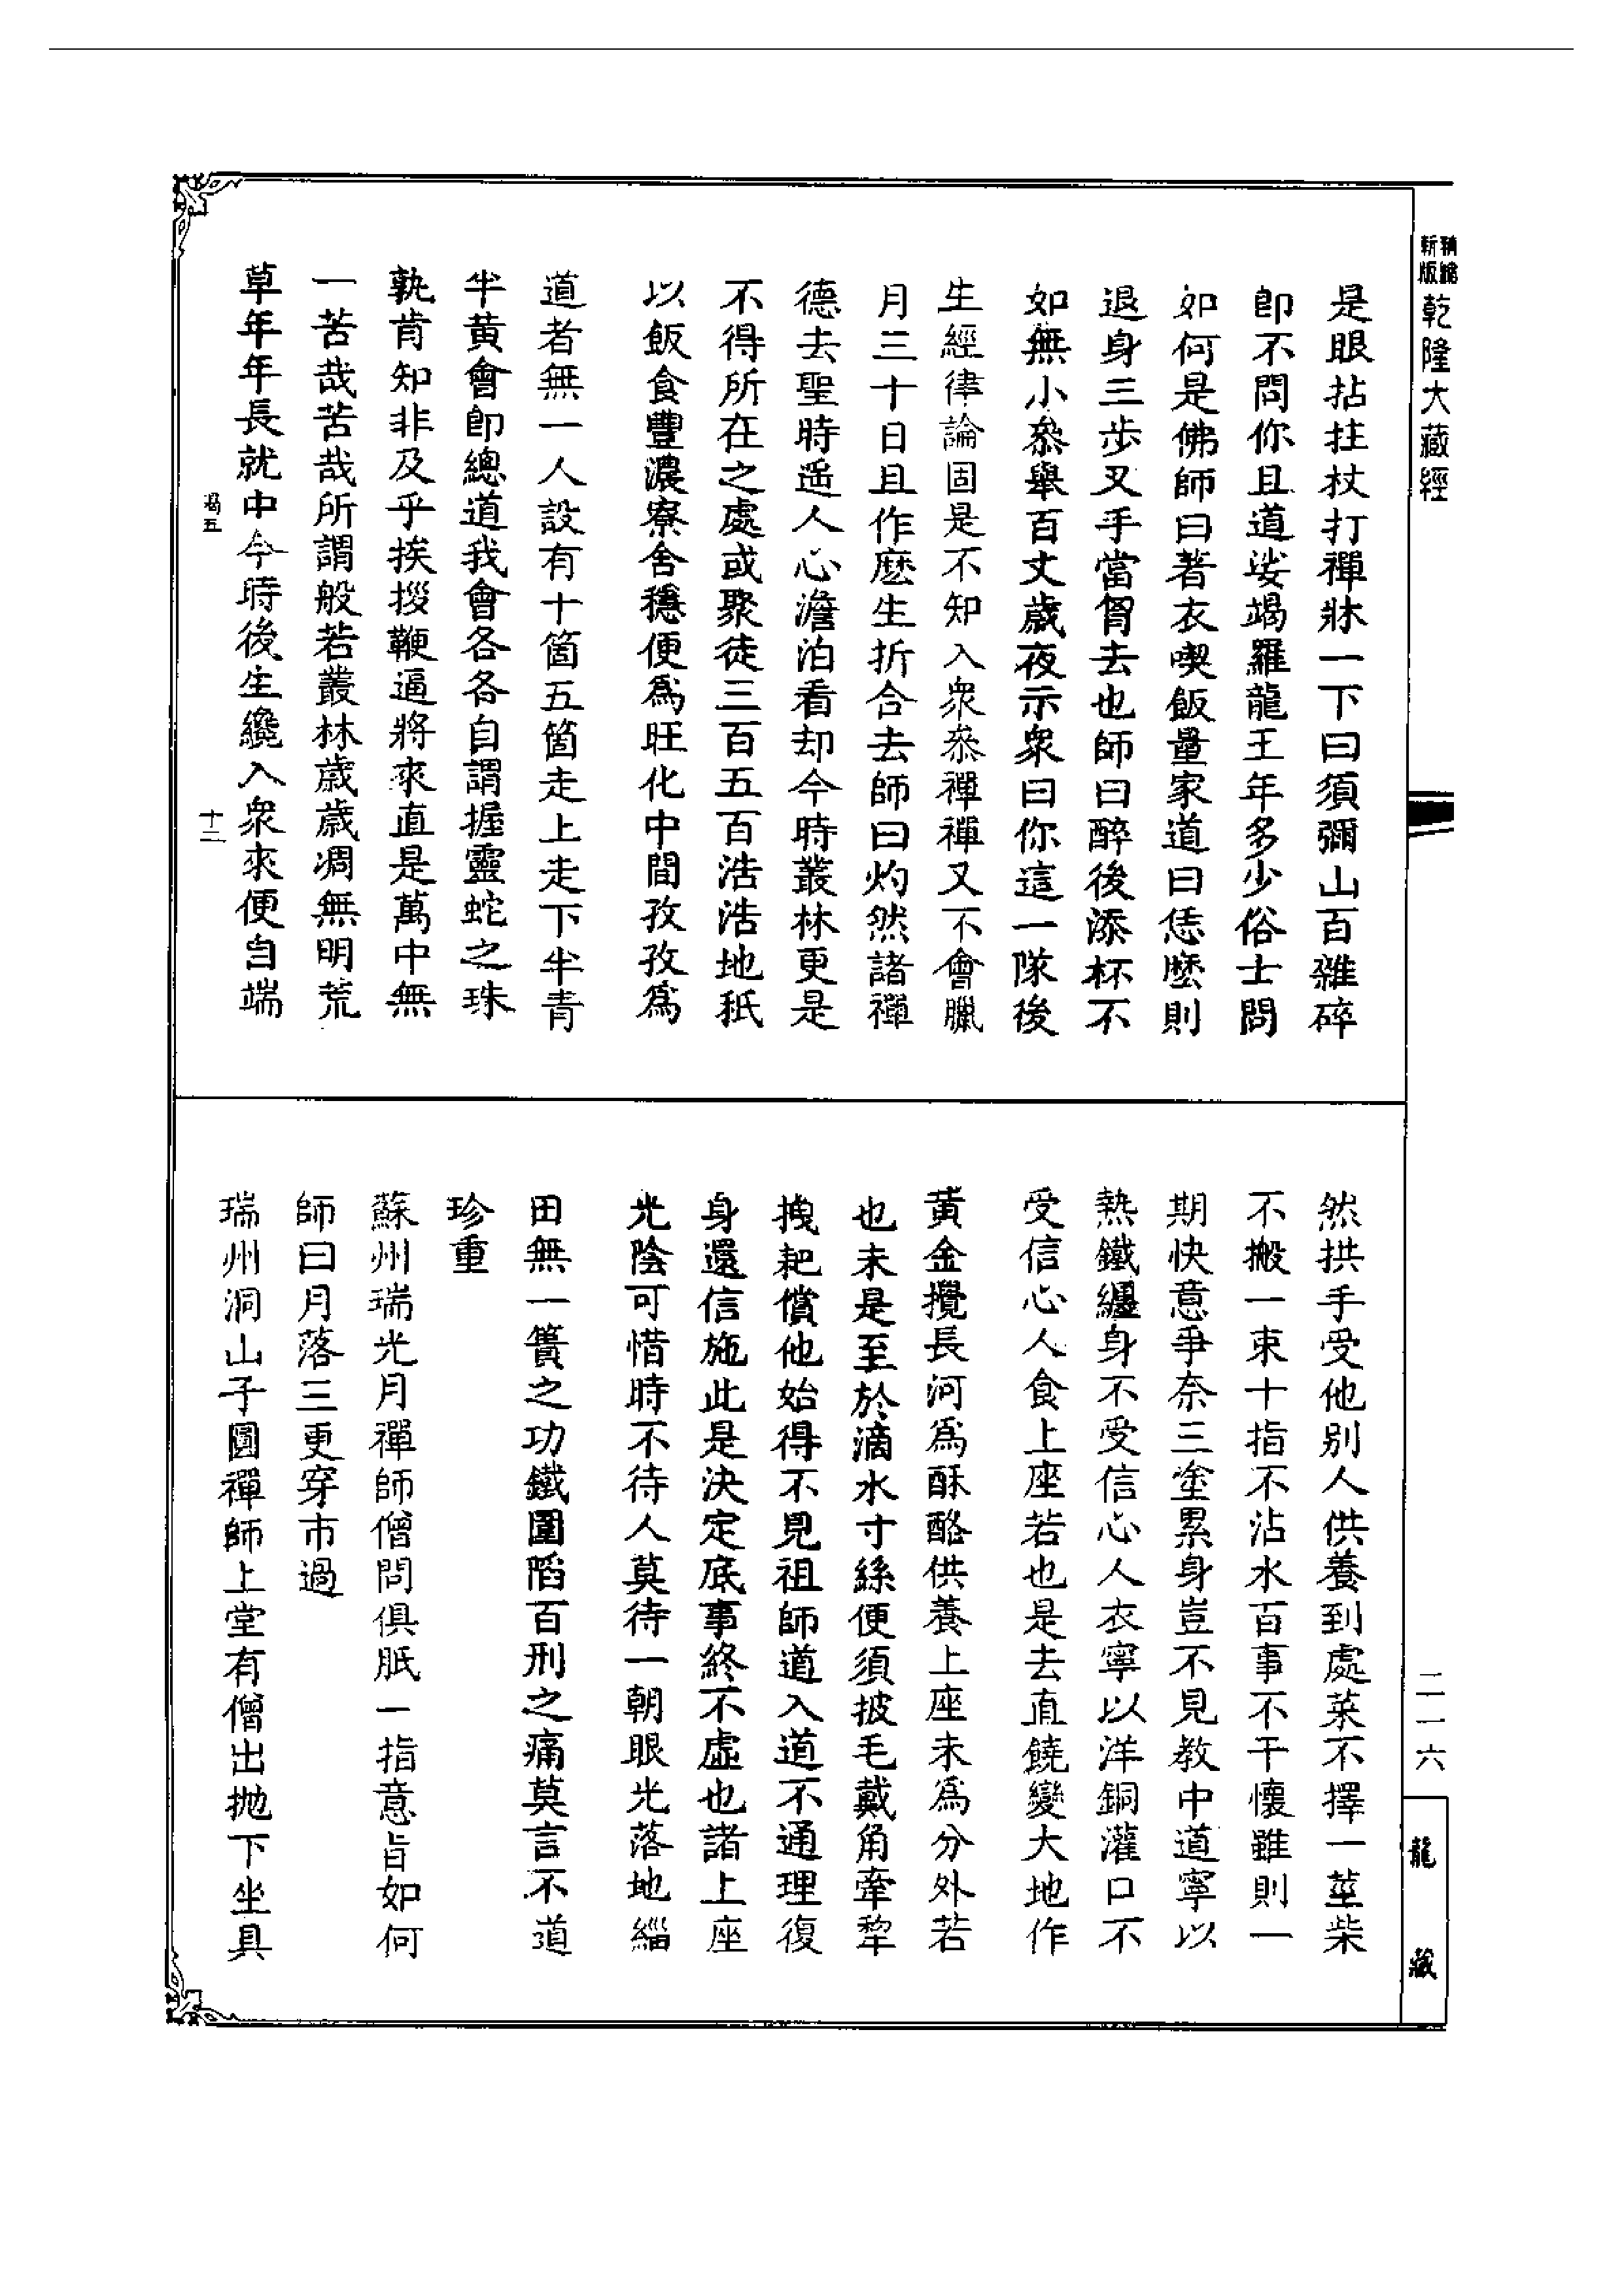 精繪
新版
乾隆大藏經
是眼拈拄杖打禪牀一下曰須彌山百雜碎
即不問你且道娑竭羅龍王年多少俗士問
如何是佛師曰著衣喫飯量家道曰恁麼則
退身三步叉手當胷去也師曰醉後添杯不
如無小叅舉百丈歲夜示衆曰你這一隊後
生經律論固是不知入衆叅禪禪又不會臘
月三十日且作麽生折合去師曰灼然諸禪
德去聖時遥人心澹泊看却今時叢林更是
不得所在之處或聚徒三百五百浩浩地秖
以飯食豐濃寮舍穩便爲旺化中間孜孜爲
道者無一人設有十箇五箇走上走下半青
半黄會即總道我會各各自謂握靈蛇之珠
孰肯知非及乎挨拶鞭逼將來直是萬中無
一苦哉苦哉所謂般若叢林歲歲凋無明荒
草年年長就中今時後生纔入衆來便自端
竭五
十二
然拱手受他別人供養到處菜不擇一莖柴
不搬一束十指不沾水百事不干懷雖則一
期快意爭奈三塗累身豈不見教中道寧以
熱鐵纏身不受信心人衣寧以洋銅灌口不
受信心人食上座若也是去直饒變大地作
黃金攪長河爲酥酪供養上座未爲分外若
也未是至於滴水寸絲便須披毛戴角牽犂
拽耙償他始得不見祖師道入道不通理復
身還信施此是決定底事終不虛也諸上座
光陰可惜時不待人莫待一朝眼光落地緇
田無一簣之功鐵圍䧟百刑之痛莫言不道
珍重
蘇州瑞光月禪師僧問俱胝一指意旨如何
師曰月落三更穿市過
瑞州洞山子圓禪師上堂有僧出抛下坐具
二一六
龍藏